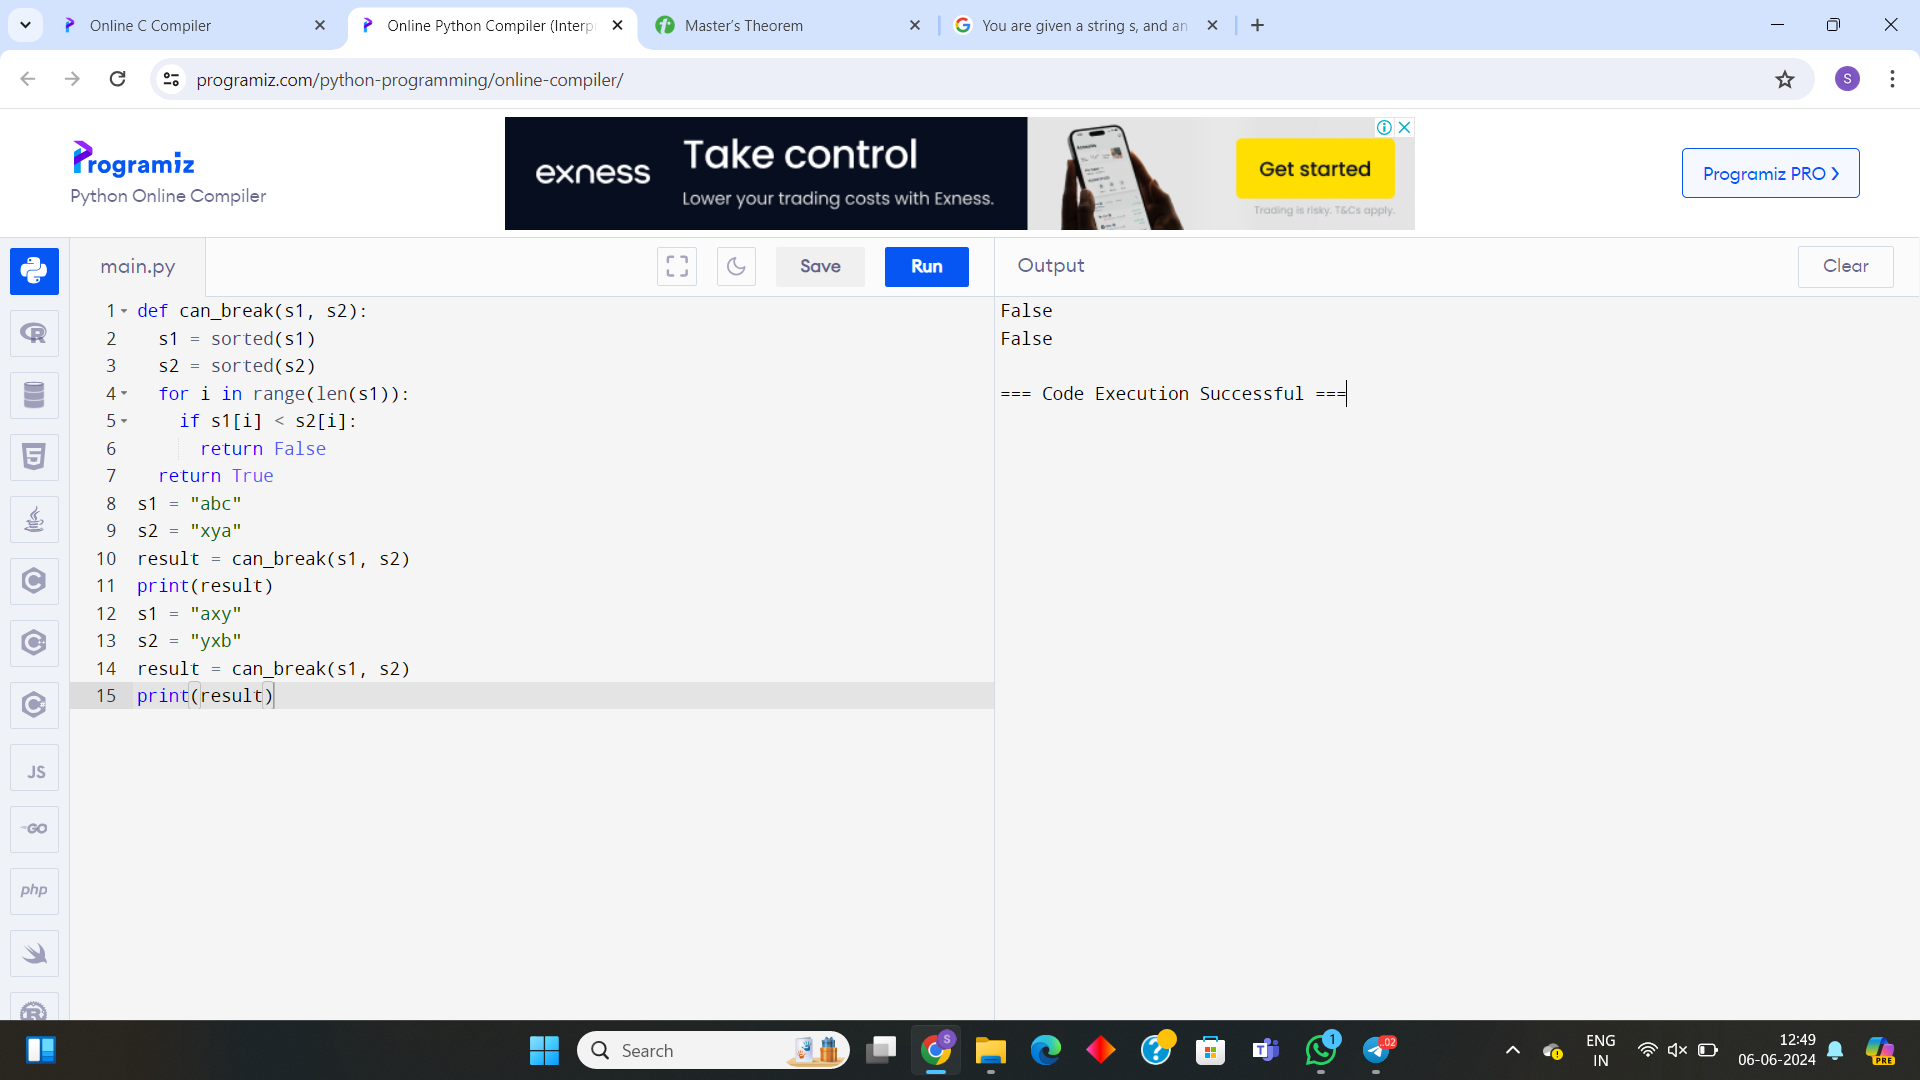 Online C Compiler
Online Python Compiler (Interp
Master's Theorem
You are given a string s, and an
programiz.com/python-programming/online-compiler/
S
Programiz
Python Online Compiler
exness
Take control
Lower your trading costs with Exness.
Get started
Trading is risky. T&Cs apply.
Programiz PRO
main.py
Save
Run
Output
Clear
1 def can_break(s1, s2):
2 s1 = sorted(s1)
3 s2 = sorted(s2)
4 for i in range(len(s1)):
5 if s1[i] < s2[i]:
6 return False
7 return True
8 s1 = "abc"
9 s2 = "xya"
10 result = can_break(s1, s2)
11 print(result)
12 s1 = "axy"
13 s2 = "yxb"
14 result = can_break(s1, s2)
15 print(result)
False
False
=== Code Execution Successful ===
R
5
C
C
C
JS
GO
php
R
Search
S
1
..02
ENG
IN
12:49
06-06-2024
PRE